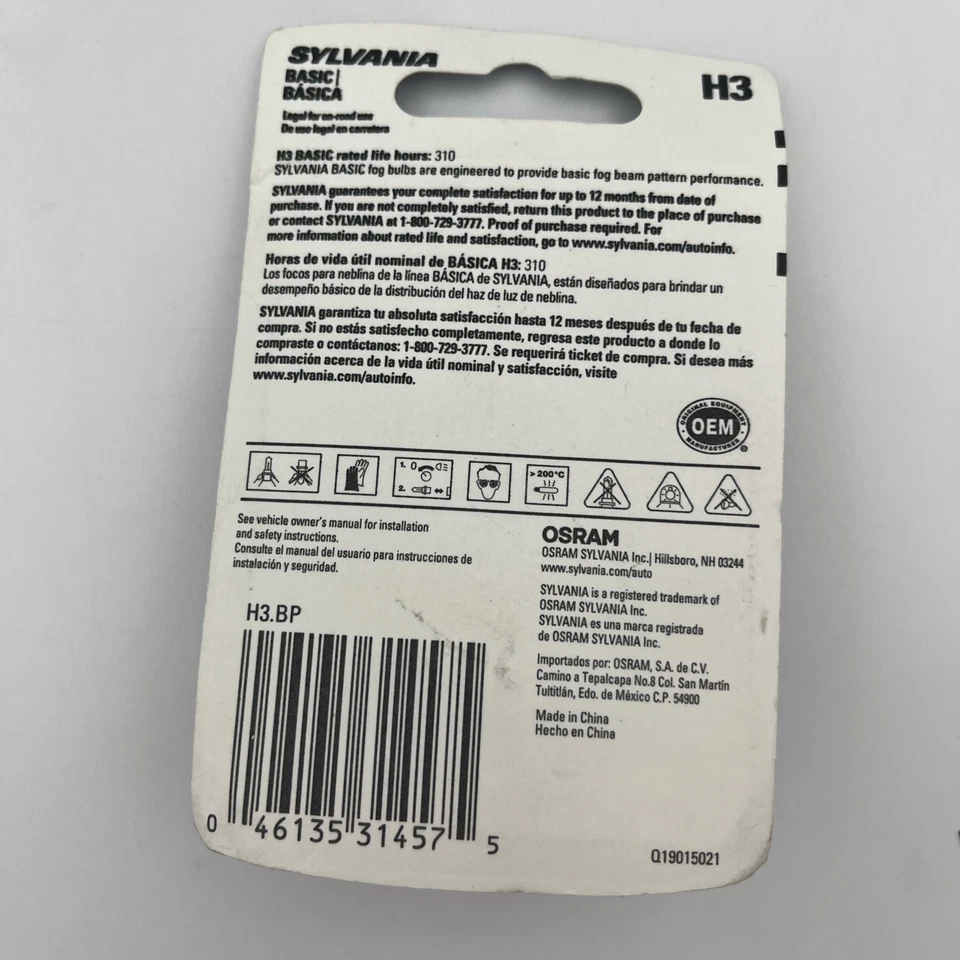 SYLVANIA
BASIC|
BÁSICA
H3
Legal for on-road use
De uso legal en carretera
H3 BASIC rated life hours: 310
SYLVANIA BASIC fog bulbs are engineered to provide basic fog beam pattern performance.
SYLVANIA guarantees your complete satisfaction for up to 12 months from date of
purchase. If you are not completely satisfied, return this product to the place of purchase
or contact SYLVANIA at 1-800-729-3777. Proof of purchase required. For
more information about rated life and satisfaction, go to www.sylvania.com/autoinfo.
Horas de vida útil nominal de BÁSICA H3: 310
Los focos para neblina de la línea BÁSICA de SYLVANIA, están diseñados para brindar un
desempeño básico de la distribución del haz de luz de neblina.
SYLVANIA garantiza tu absoluta satisfacción hasta 12 meses después de tu fecha de
compra. Si no estás satisfecho completamente, regresa este producto a donde lo
compraste o contáctanos: 1-800-729-3777. Se requerirá ticket de compra. Si desea más
información acerca de la vida útil nominal y satisfacción, visite
www.sylvania.com/autoinfo.
ORIGINAL EQUIPMENT
OEM
MANUFACTURER
®
1. 0
2.
> 200°C
See vehicle owner's manual for installation
and safety instructions.
Consulte el manual del usuario para instrucciones de
instalación y seguridad.
OSRAM
OSRAM SYLVANIA Inc.| Hillsboro, NH 03244
www.sylvania.com/auto
SYLVANIA is a registered trademark of
OSRAM SYLVANIA Inc.
SYLVANIA es una marca registrada
de OSRAM SYLVANIA Inc.
Importados por: OSRAM, S.A. de C.V.
Camino a Tepalcapa No.8 Col. San Martín
Tultitlán, Edo. de México C.P. 54900
Made in China
Hecho en China
H3.BP
0 46135 31457 5
Q19015021